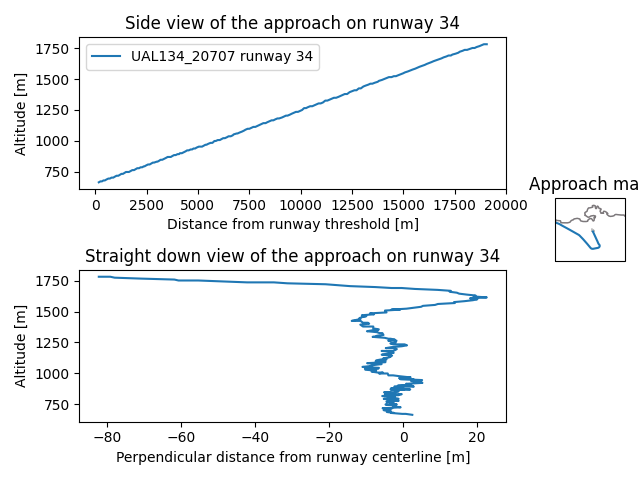 Side view of the approach on runway 34
UAL134_20707 runway 34
Altitude [m]
1750
1500
1250
1000
750
0 2500 5000 7500 10000 12500 15000 17500 20000
Distance from runway threshold [m]
Approach ma
Straight down view of the approach on runway 34
Altitude [m]
1750
1500
1250
1000
750
−80 −60 −40 −20 0 20
Perpendicular distance from runway centerline [m]